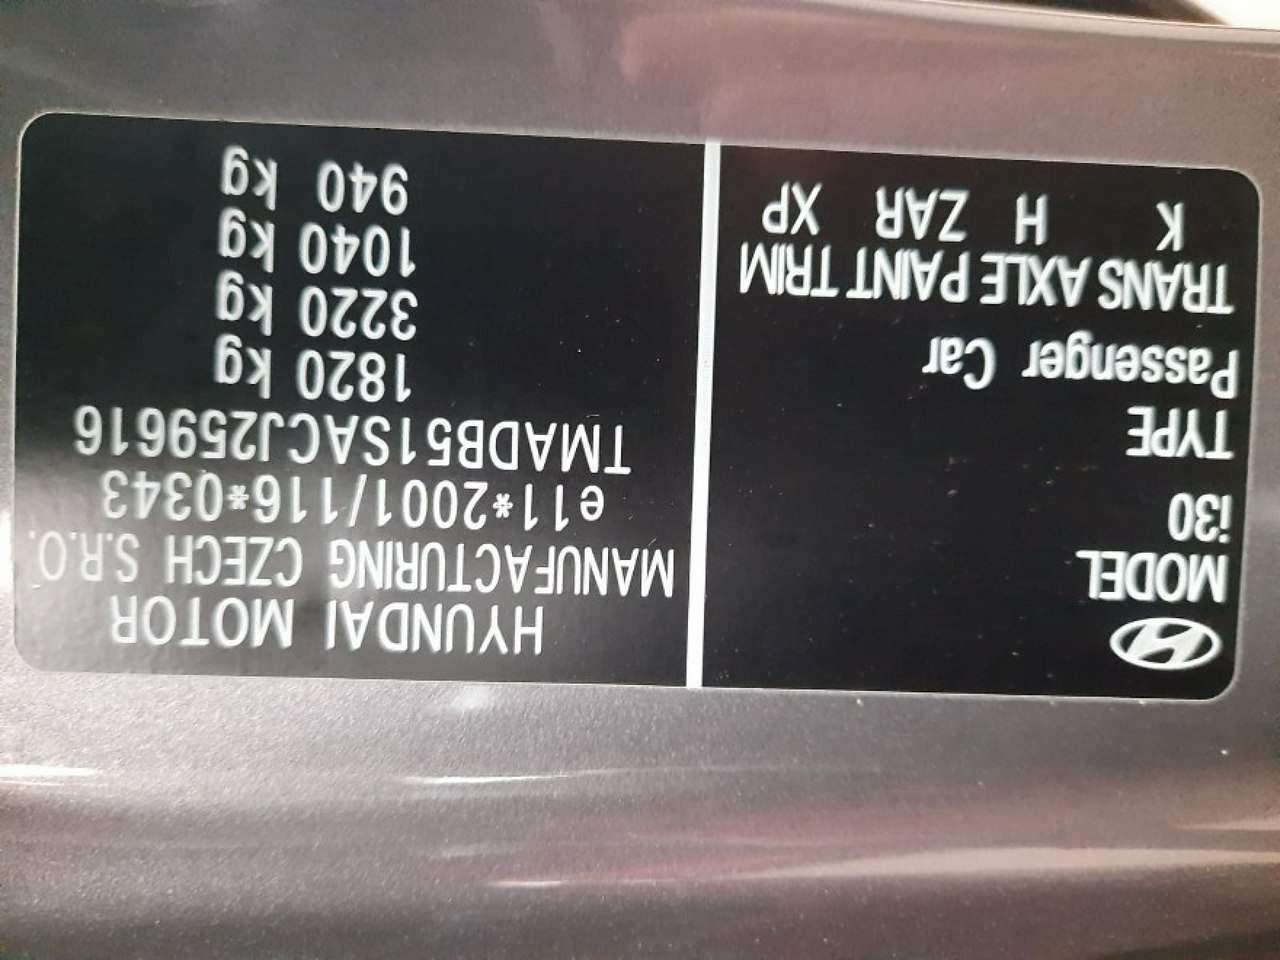 MODEL
i30
TYPE
Passenger Car
TRANS AXLE PAINT TRIM
K H ZAR XP
HYUNDAI MOTOR
MANUFACTURING CZECH S.R.O.
e11*2001/116*0343
TMADB51SACJ259616
1820 kg
3220 kg
1040 kg
940 kg